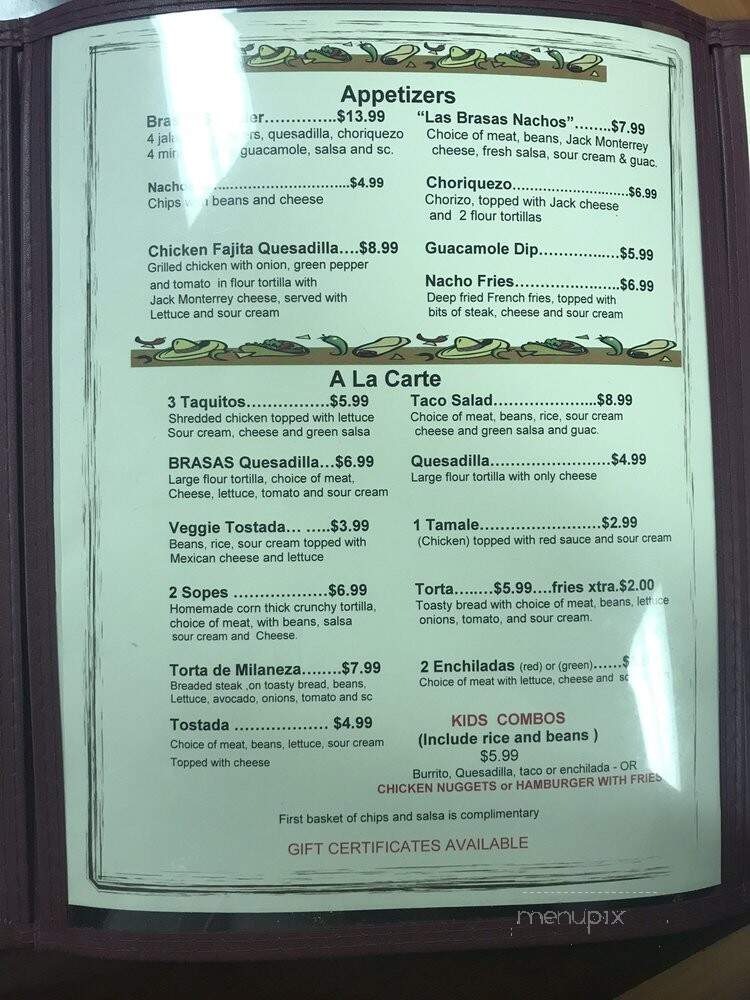 Appetizers
$13.99
quesadilla, choriquezo
guacamole, salsa and sc.
$4.99
Chips beans and cheese
Chicken Fajita Quesadilla....$8.99
Grilled chicken with onion, green pepper
and tomato in flour tortilla with
Jack Monterrey cheese, served with
Lettuce and sour cream
"Las Brasas Nachos"........$7.99
Choice of meat, beans, Jack Monterrey
cheese, fresh salsa, sour cream & guac.
Choriquezo..........................$6.99
Chorizo, topped with Jack cheese
and 2 flour tortillas
Guacamole Dip................$5.99
Nacho Fries.....................$6.99
Deep fried French fries, topped with
bits of steak, cheese and sour cream
A La Carte
3 Taquitos................$5.99
Shredded chicken topped with lettuce
Sour cream, cheese and green salsa
BRASAS Quesadilla...$6.99
Large flour tortilla, choice of meat,
Cheese, lettuce, tomato and sour cream
Veggie Tostada... .....$3.99
Beans, rice, sour cream topped with
Mexican cheese and lettuce
2 Sopes ..................$6.99
Homemade corn thick crunchy tortilla,
choice of meat, with beans, salsa
sour cream and Cheese.
Torta de Milaneza........$7.99
Breaded steak ,on toasty bread, beans,
Lettuce, avocado, onions, tomato and sc
Tostada .................. $4.99
Choice of meat, beans, lettuce, sour cream
Topped with cheese
Taco Salad....................$8.99
Choice of meat, beans, rice, sour cream
cheese and green salsa and guac.
Quesadilla.......................$4.99
Large flour tortilla with only cheese
1 Tamale.......................$2.99
(Chicken) topped with red sauce and sour cream
Torta........$5.99....fries xtra.$2.00
Toasty bread with choice of meat, beans, lettuce
onions, tomato, and sour cream.
2 Enchiladas (red) or (green)......$
Choice of meat with lettuce, cheese and
KIDS COMBOS
(Include rice and beans )
$5.99
Burrito, Quesadilla, taco or enchilada - OR
CHICKEN NUGGETS or HAMBURGER WITH FRIES
First basket of chips and salsa is complimentary
GIFT CERTIFICATES AVAILABLE
menupix